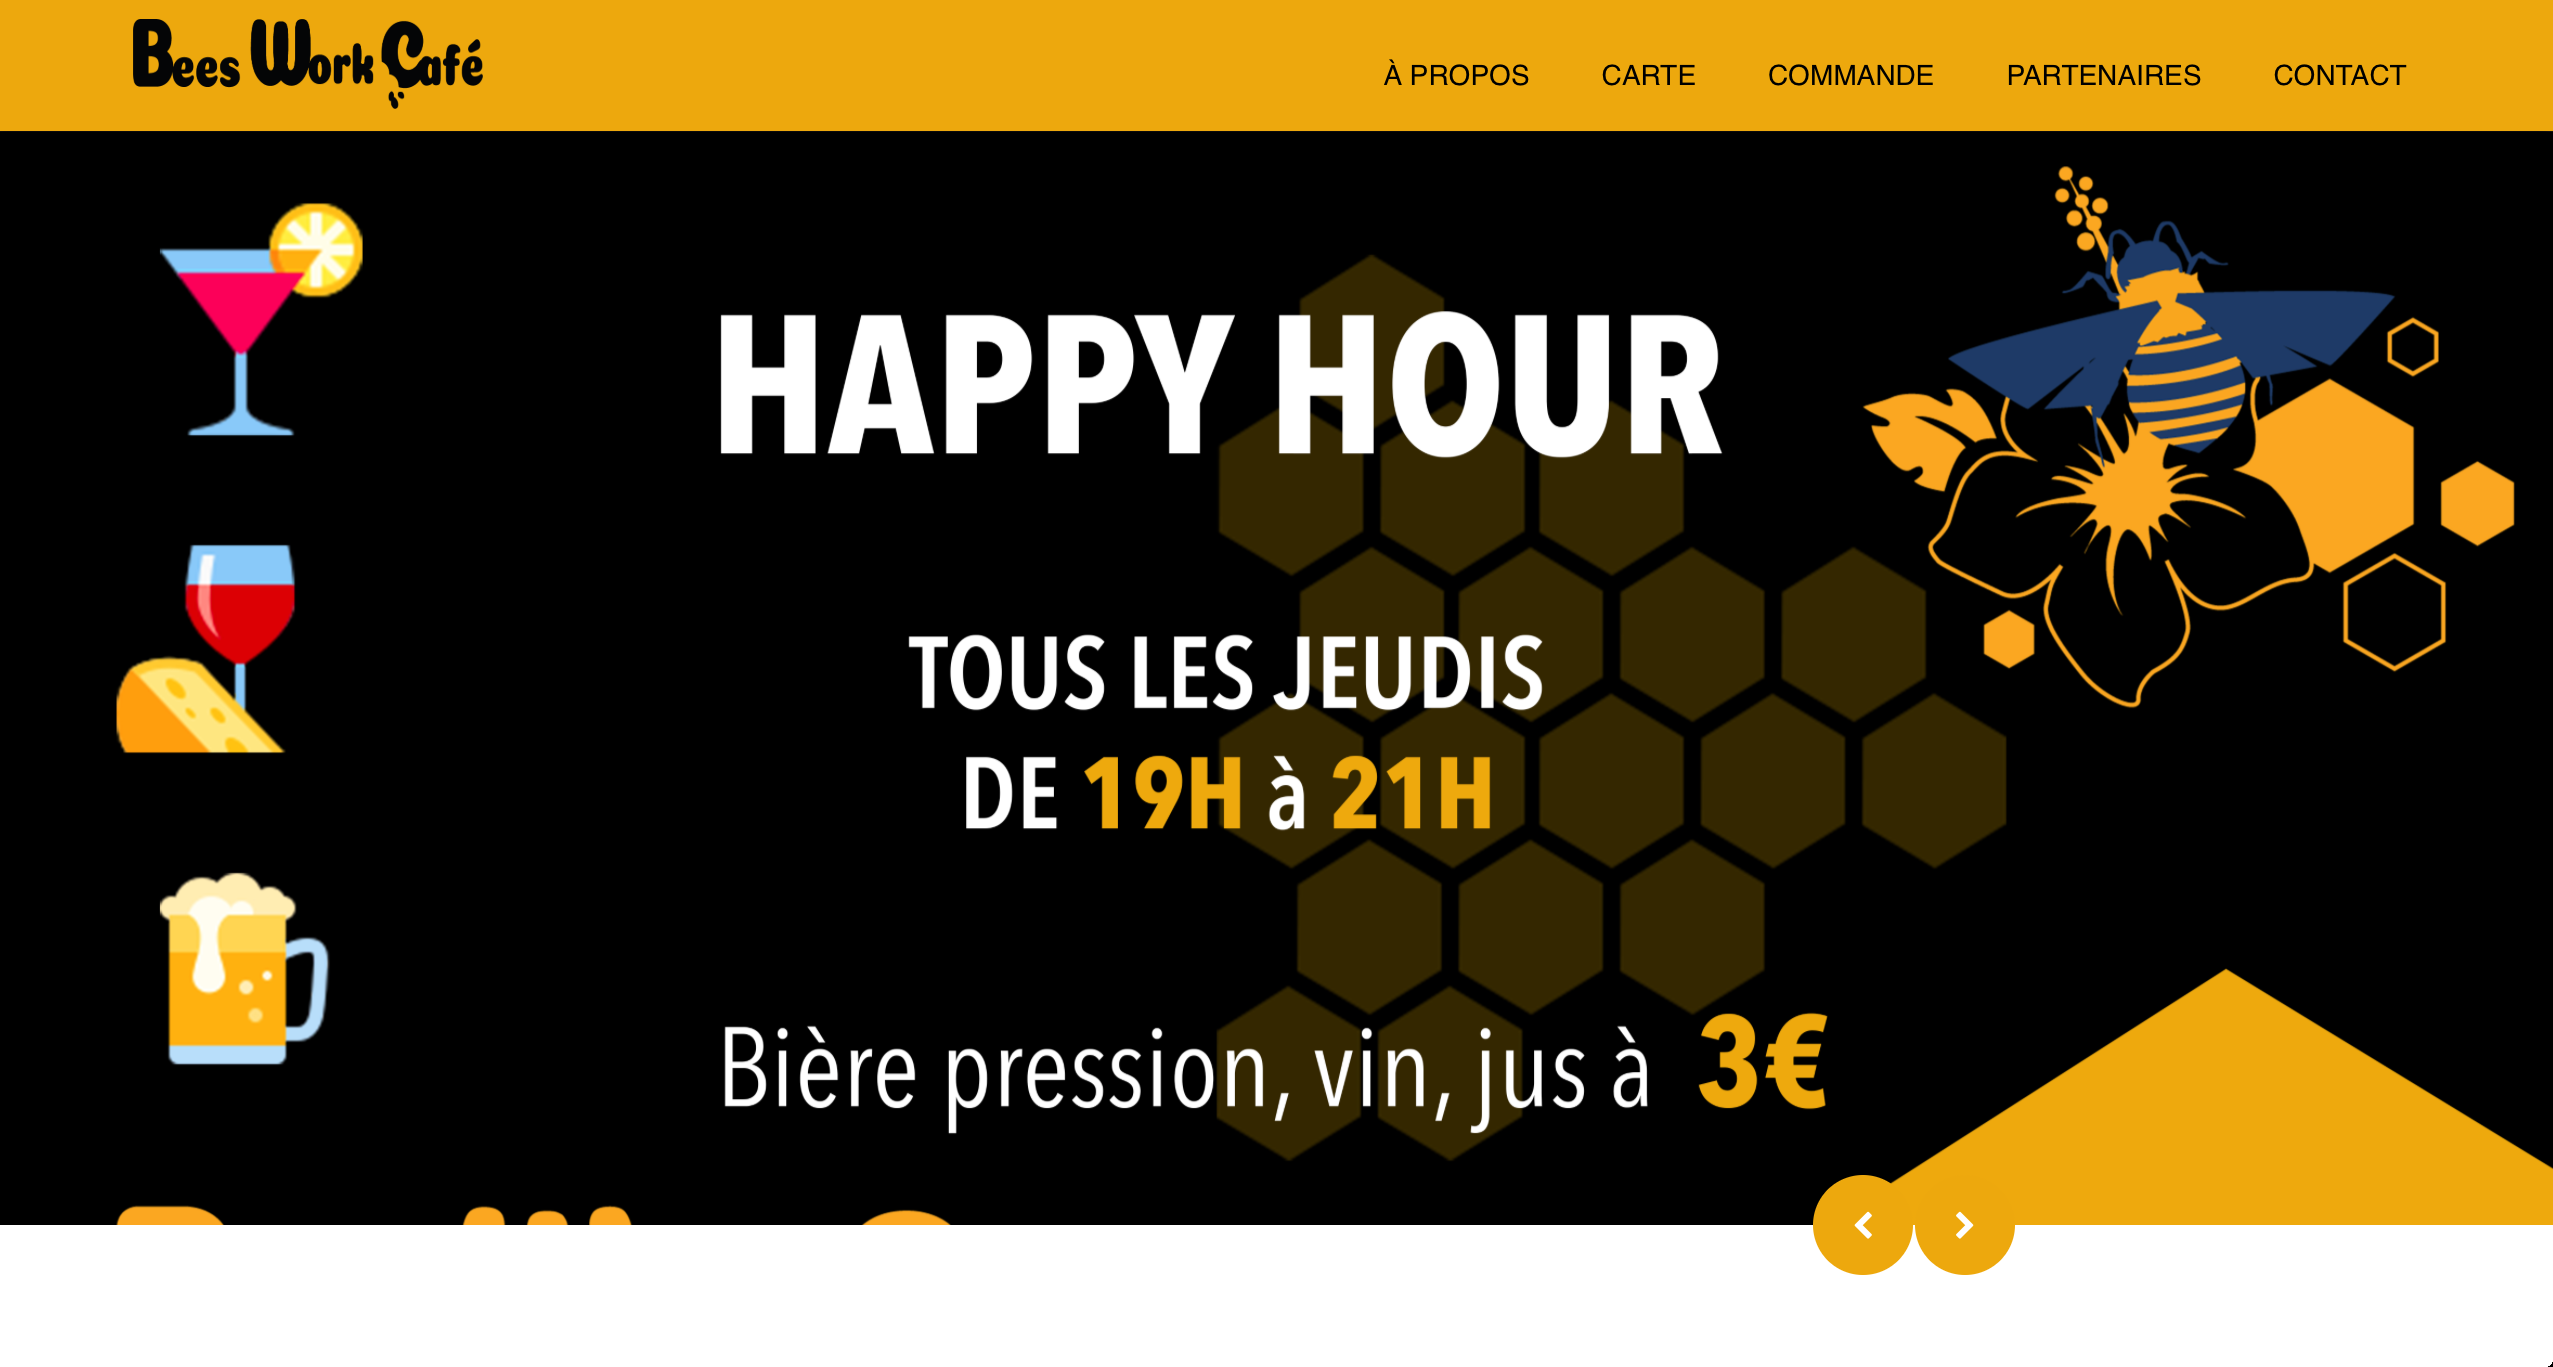 Bees Work Café
À PROPOS CARTE COMMANDE PARTENAIRES CONTACT
HAPPY HOUR
TOUS LES JEUDIS
DE 19H à 21H
Bière pression, vin, jus à 3€